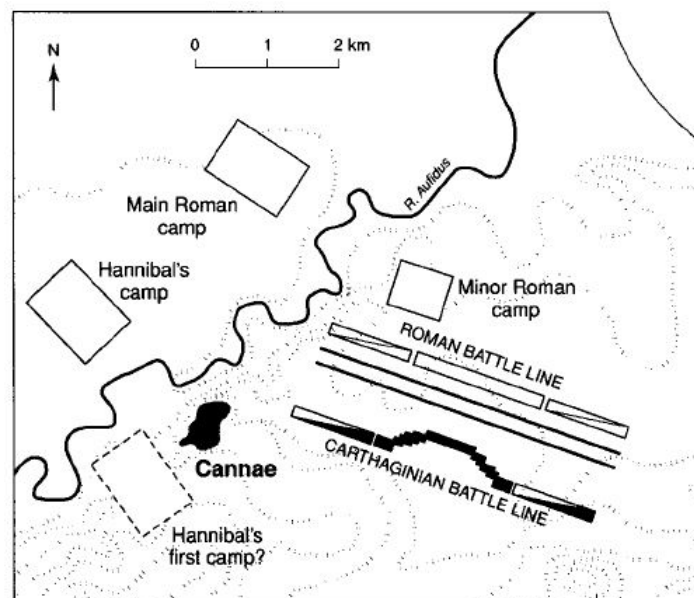 N
0 1 2 km
R. Aufidus
Main Roman
camp
Hannibal's
camp
Minor Roman
camp
ROMAN BATTLE LINE
CARTHAGINIAN BATTLE LINE
Cannae
Hannibal's
first camp?